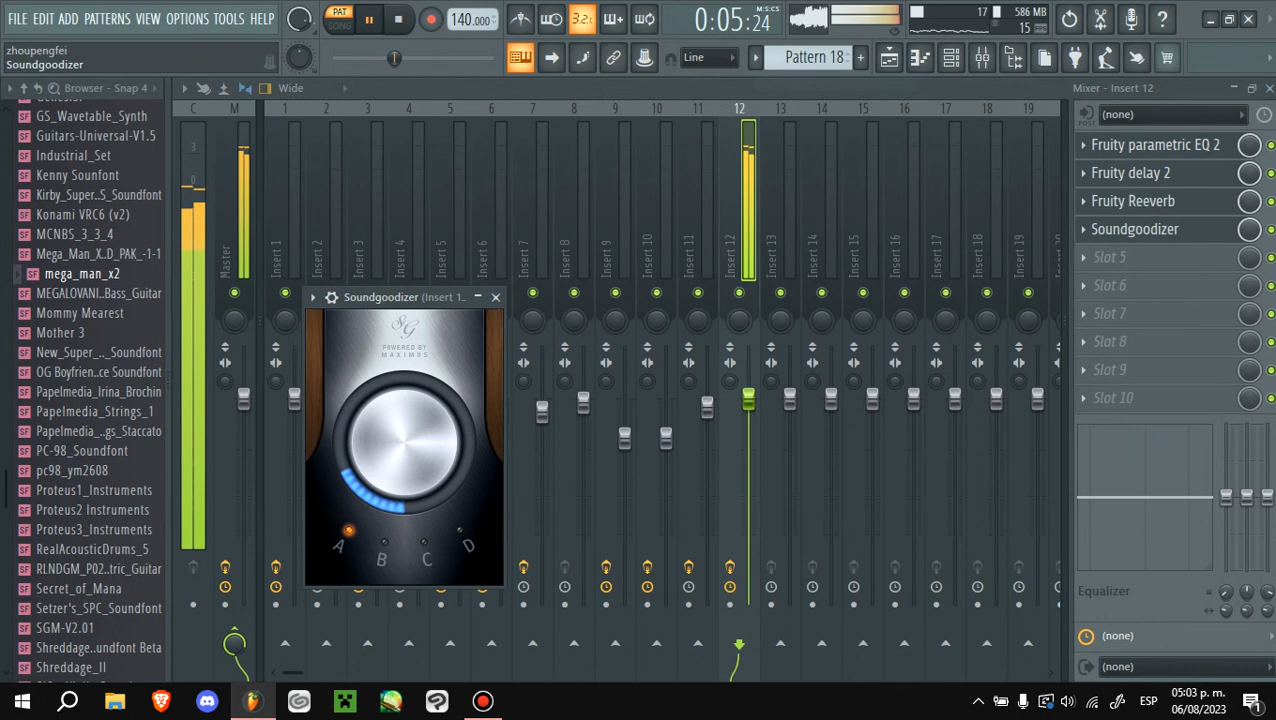 FILE EDIT ADD PATTERNS VIEW OPTIONS TOOLS HELP
PAT
SONG
140.000
3.2.
0:05:24
M:S:CS
17
586 MB
15
zhoupengfei
Soundgoodizer
Line
Pattern 18
Browser - Snap 4
Wide
Mixer - Insert 12
GS_Wavetable_Synth
Guitars-Universal-V1.5
Industrial_Set
Kenny Sounfont
Kirby_Super..S_Soundfont
Konami VRC6 (v2)
MCNBS_3_3_4
Mega_Man_X..D_PAK_-1-1
mega_man_x2
MEGALOVANI..Bass_Guitar
Mommy Mearest
Mother 3
New_Super_.._Soundfont
OG Boyfrien..ce Soundfont
Papelmedia_Irina_Brochin
Papelmedia_Strings_1
Papelmedia_..gs_Staccato
PC-98_Soundfont
pc98_ym2608
Proteus1_Instruments
Proteus2 Instruments
Proteus3_Instruments
RealAcousticDrums_5
RLNDGM_P02..tric_Guitar
Secret_of_Mana
Setzer's_SPC_Soundfont
SGM-V2.01
Shreddage..undfont Beta
Shreddage_II
C M 1 2 3 4 5 6 7 8 9 10 11 12 13 14 15 16 17 18 19
3
0
Master
Insert 1
Insert 2
Insert 3
Insert 4
Insert 5
Insert 6
Insert 7
Insert 8
Insert 9
Insert 10
Insert 11
Insert 12
Insert 13
Insert 14
Insert 15
Insert 16
Insert 17
Insert 18
Insert 19
Soundgoodizer (Insert 1..
SG
POWERED BY
MAXIMUS
A B C D
POST
(none)
Fruity parametric EQ 2
Fruity delay 2
Fruity Reeverb
Soundgoodizer
Slot 5
Slot 6
Slot 7
Slot 8
Slot 9
Slot 10
Equalizer
(none)
(none)
ESP
05:03 p. m.
06/08/2023
1